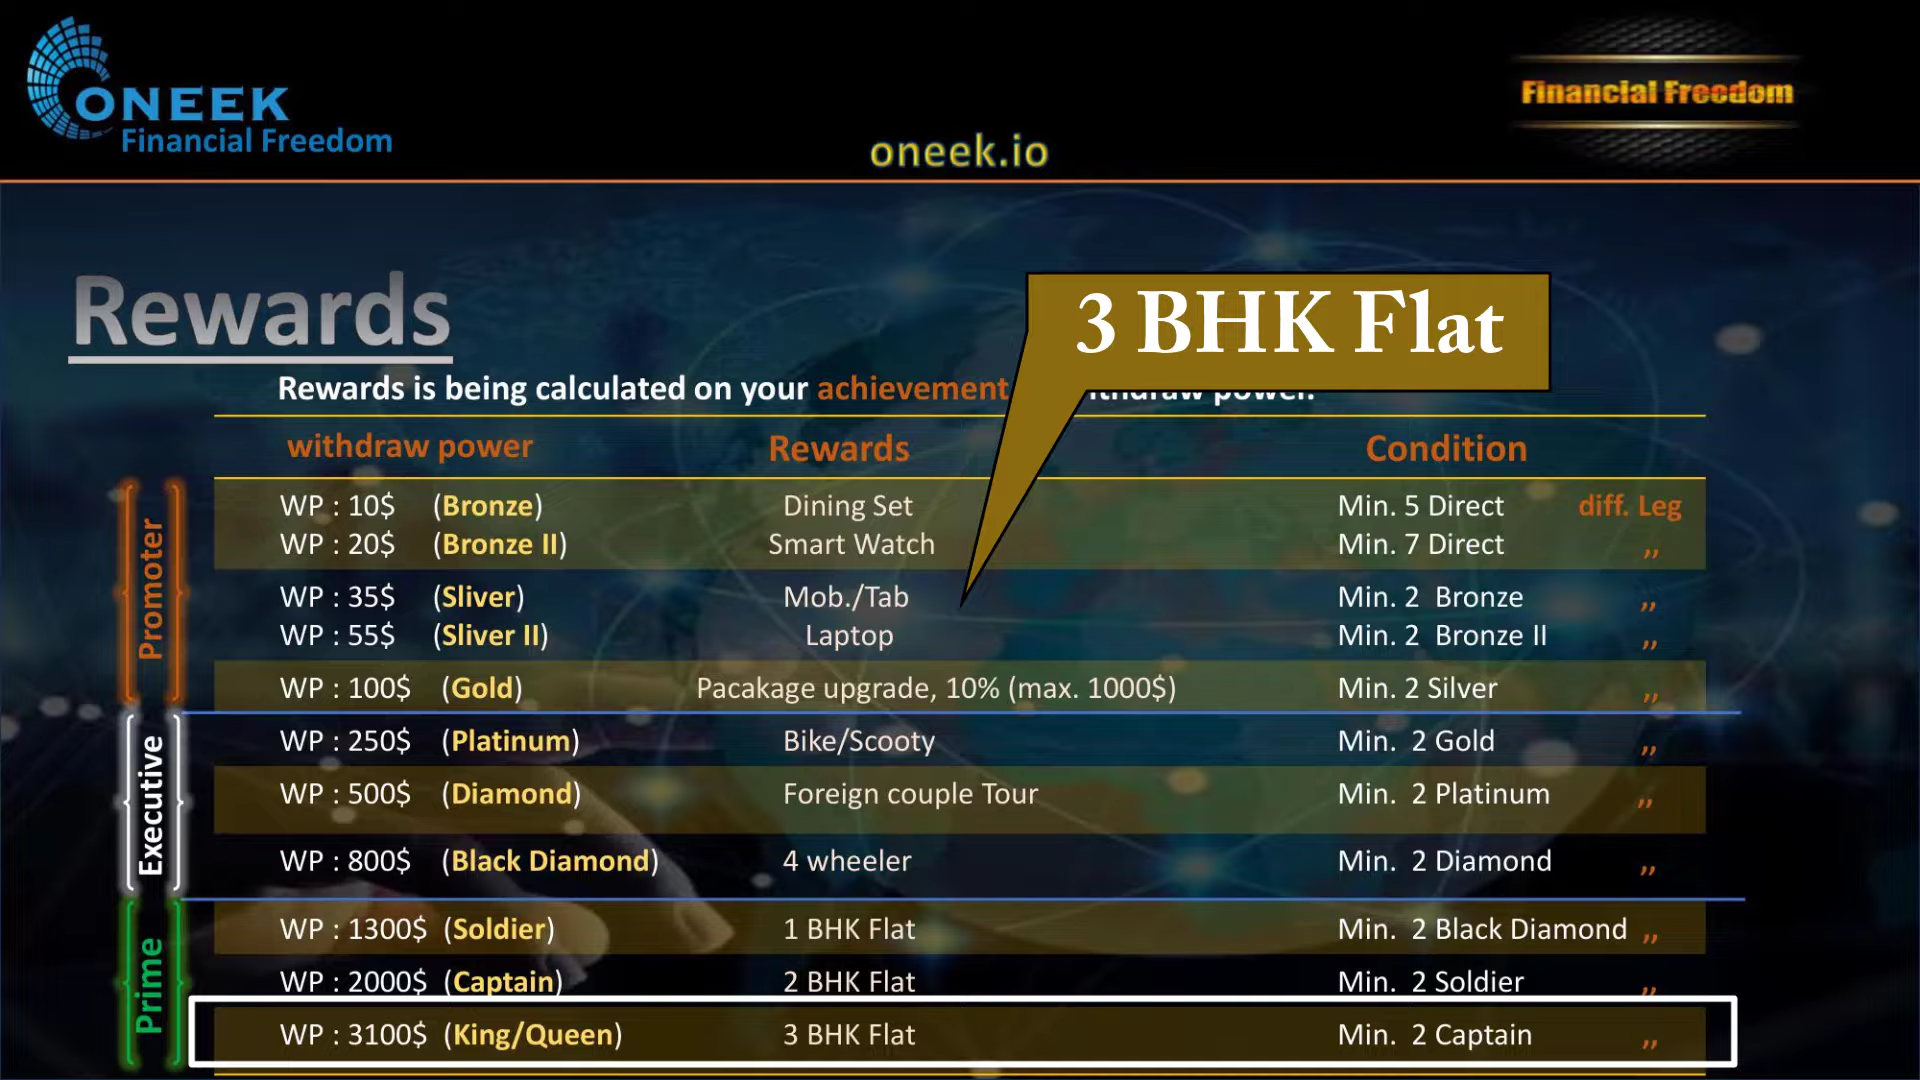 ONEEK
Financial Freedom
Financial Freedom
oneek.io
Rewards
3 BHK Flat
Rewards is being calculated on your achievement power.
withdraw power Rewards Condition
Promoter
WP : 10$ (Bronze) Dining Set Min. 5 Direct diff. Leg
WP : 20$ (Bronze II) Smart Watch Min. 7 Direct ,,
WP : 35$ (Sliver) Mob./Tab Min. 2 Bronze ,,
WP : 55$ (Sliver II) Laptop Min. 2 Bronze II ,,
WP : 100$ (Gold) Pacakage upgrade, 10% (max. 1000$) Min. 2 Silver ,,
Executive
WP : 250$ (Platinum) Bike/Scooty Min. 2 Gold ,,
WP : 500$ (Diamond) Foreign couple Tour Min. 2 Platinum ,,
WP : 800$ (Black Diamond) 4 wheeler Min. 2 Diamond ,,
Prime
WP : 1300$ (Soldier) 1 BHK Flat Min. 2 Black Diamond ,,
WP : 2000$ (Captain) 2 BHK Flat Min. 2 Soldier ,,
WP : 3100$ (King/Queen) 3 BHK Flat Min. 2 Captain ,,